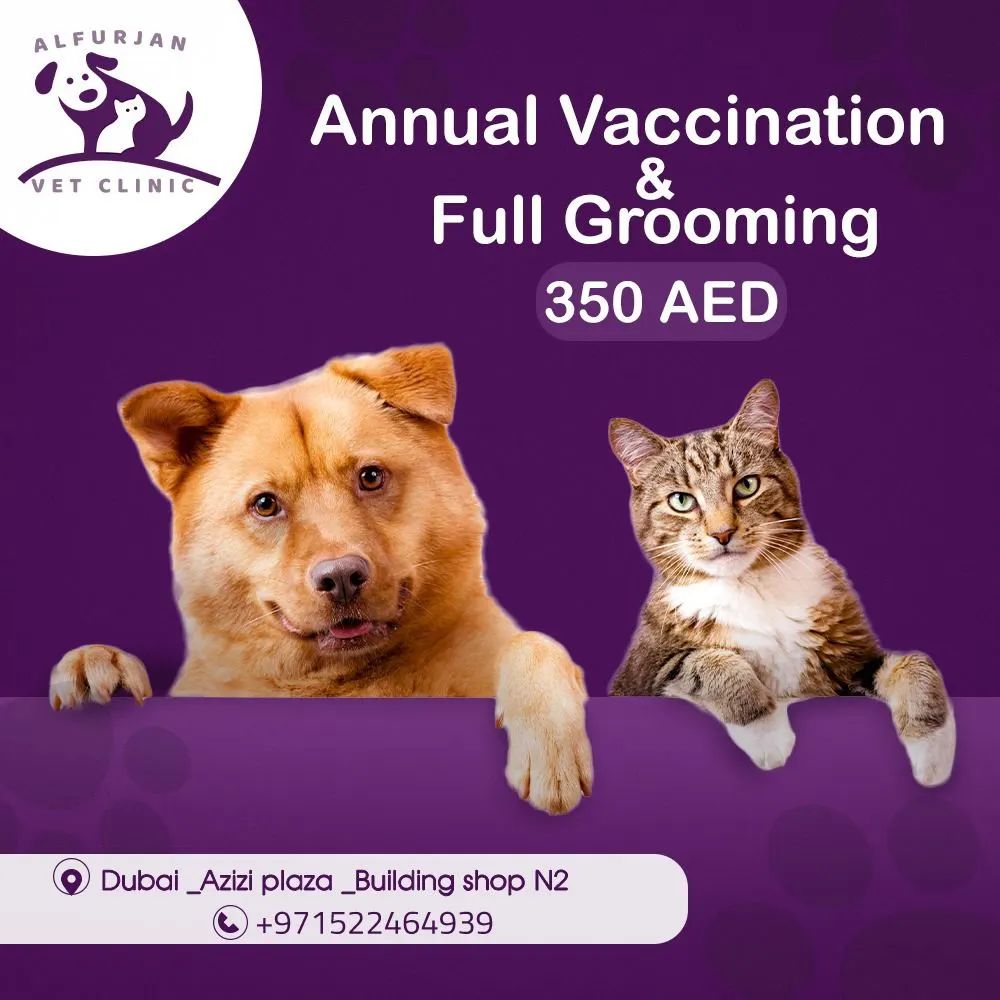 ALFURJAN
VET CLINIC
Annual Vaccination
&
Full Grooming
350 AED
Dubai _Azizi plaza _Building shop N2
+971522464939